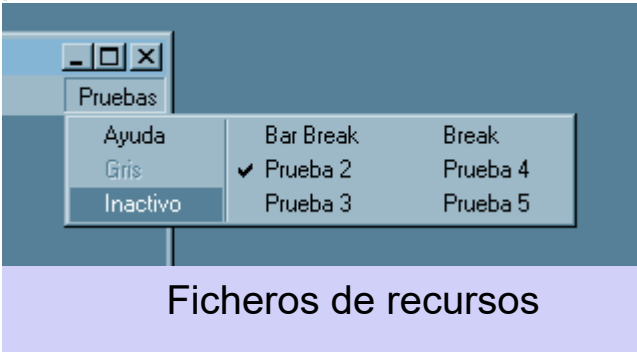 Pruebas
Ayuda Bar Break Break
Gris Prueba 2 Prueba 4
Inactivo Prueba 3 Prueba 5
Ficheros de recursos